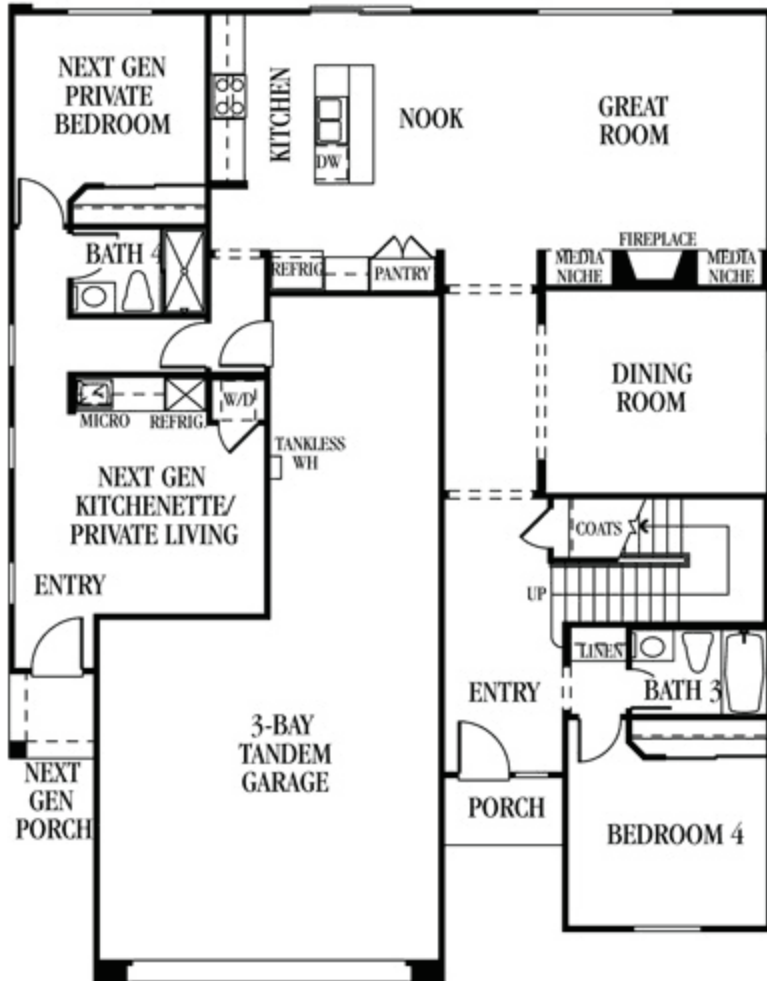 NEXT GEN
PRIVATE
BEDROOM
KITCHEN
DW
NOOK
GREAT
ROOM
BATH 4
REFRIG
PANTRY
FIREPLACE
MEDIA
NICHE
MEDIA
NICHE
DINING
ROOM
MICRO
REFRIG.
W/D
TANKLESS
WH
NEXT GEN
KITCHENETTE/
PRIVATE LIVING
ENTRY
COATS
UP
LINEN
BATH 3
ENTRY
3-BAY
TANDEM
GARAGE
NEXT
GEN
PORCH
PORCH
BEDROOM 4